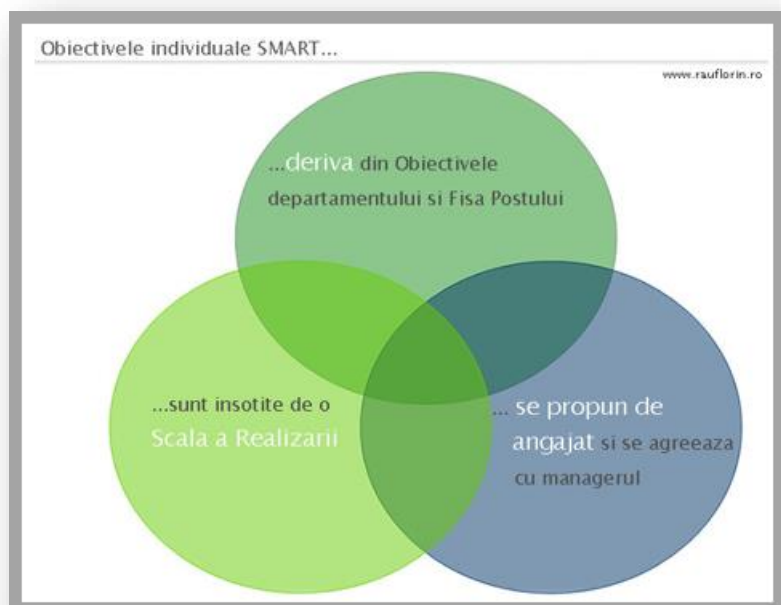 Obiectivele individuale SMART...
www.rauflorin.ro
...deriva din Obiectivele
departamentului si Fisa Postului
...sunt insotite de o
Scala a Realizarii
... se propun de
angajat si se agreeaza
cu managerul